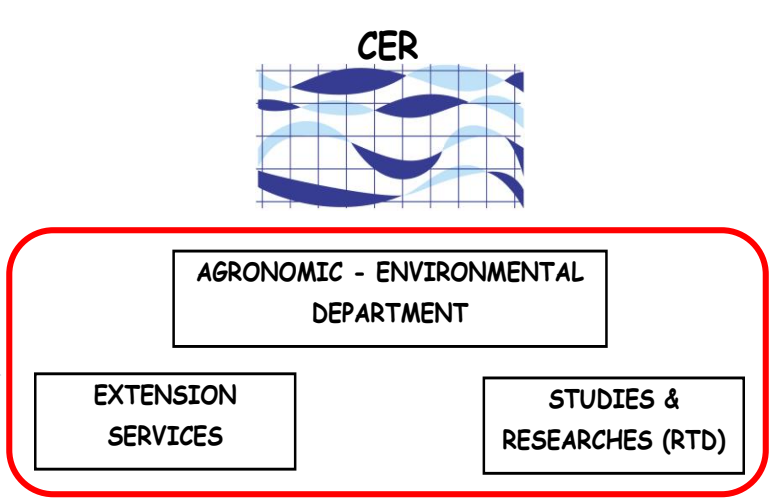 CER
AGRONOMIC - ENVIRONMENTAL
DEPARTMENT
EXTENSION
SERVICES
STUDIES &
RESEARCHES (RTD)